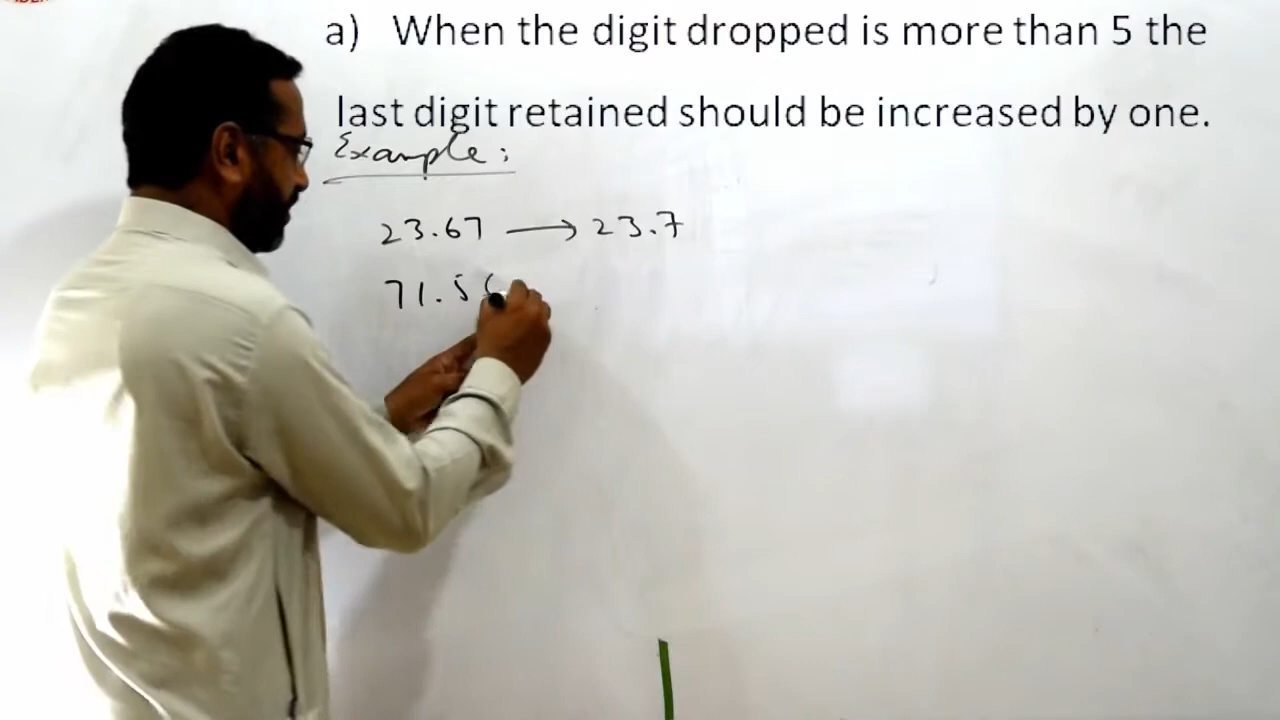 a) When the digit dropped is more than 5 the
last digit retained should be increased by one.
Example:
23.67 → 23.7
71.5